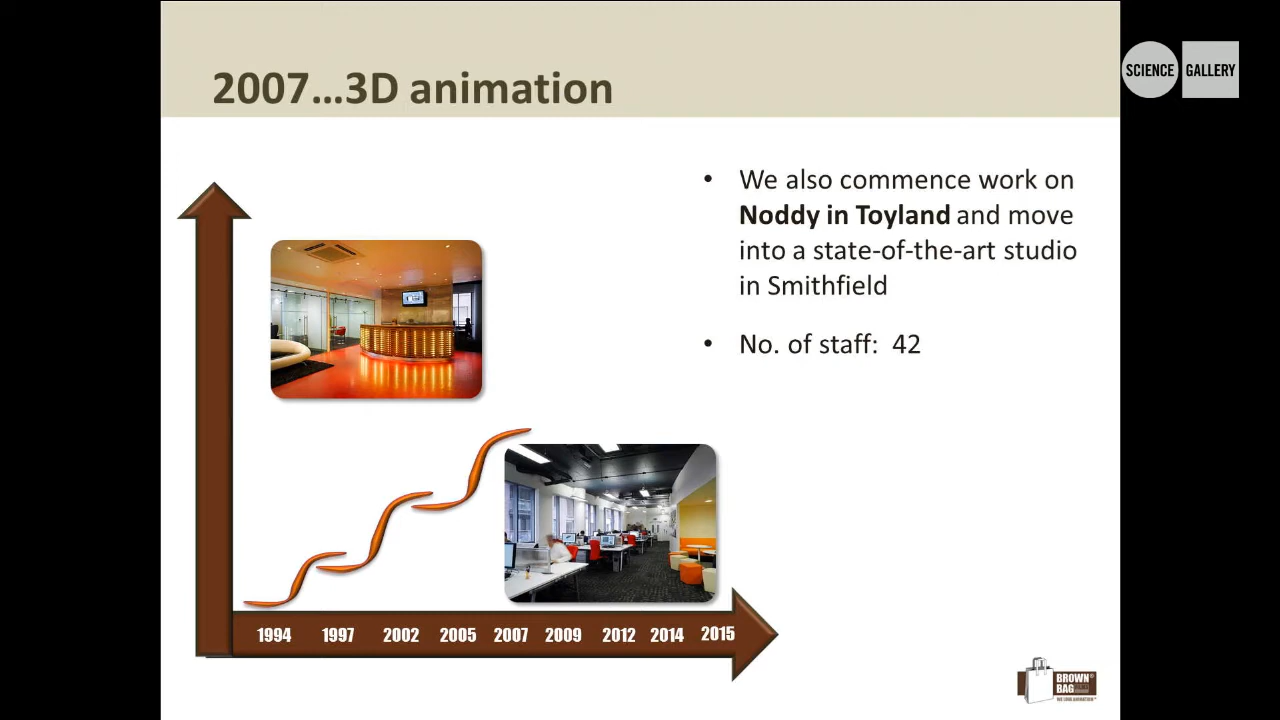 2007...3D animation
SCIENCE GALLERY
• We also commence work on
Noddy in Toyland and move
into a state-of-the-art studio
in Smithfield
• No. of staff: 42
1994 1997 2002 2005 2007 2009 2012 2014 2015
BROWN
BAG